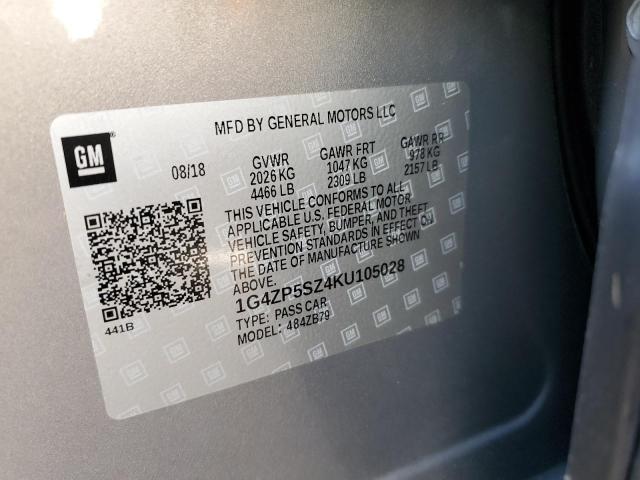 MFD BY GENERAL MOTORS LLC
GM
08/18
GVWR GAWR FRT GAWR RR
2026 KG 1047 KG 978 KG
4466 LB 2309 LB 2157 LB
THIS VEHICLE CONFORMS TO ALL
APPLICABLE U.S. FEDERAL MOTOR
VEHICLE SAFETY, BUMPER, AND THEFT
PREVENTION STANDARDS IN EFFECT ON
THE DATE OF MANUFACTURE SHOWN
ABOVE.
1G4ZP5SZ4KU105028
TYPE: PASS CAR
MODEL: 484ZB79
441B